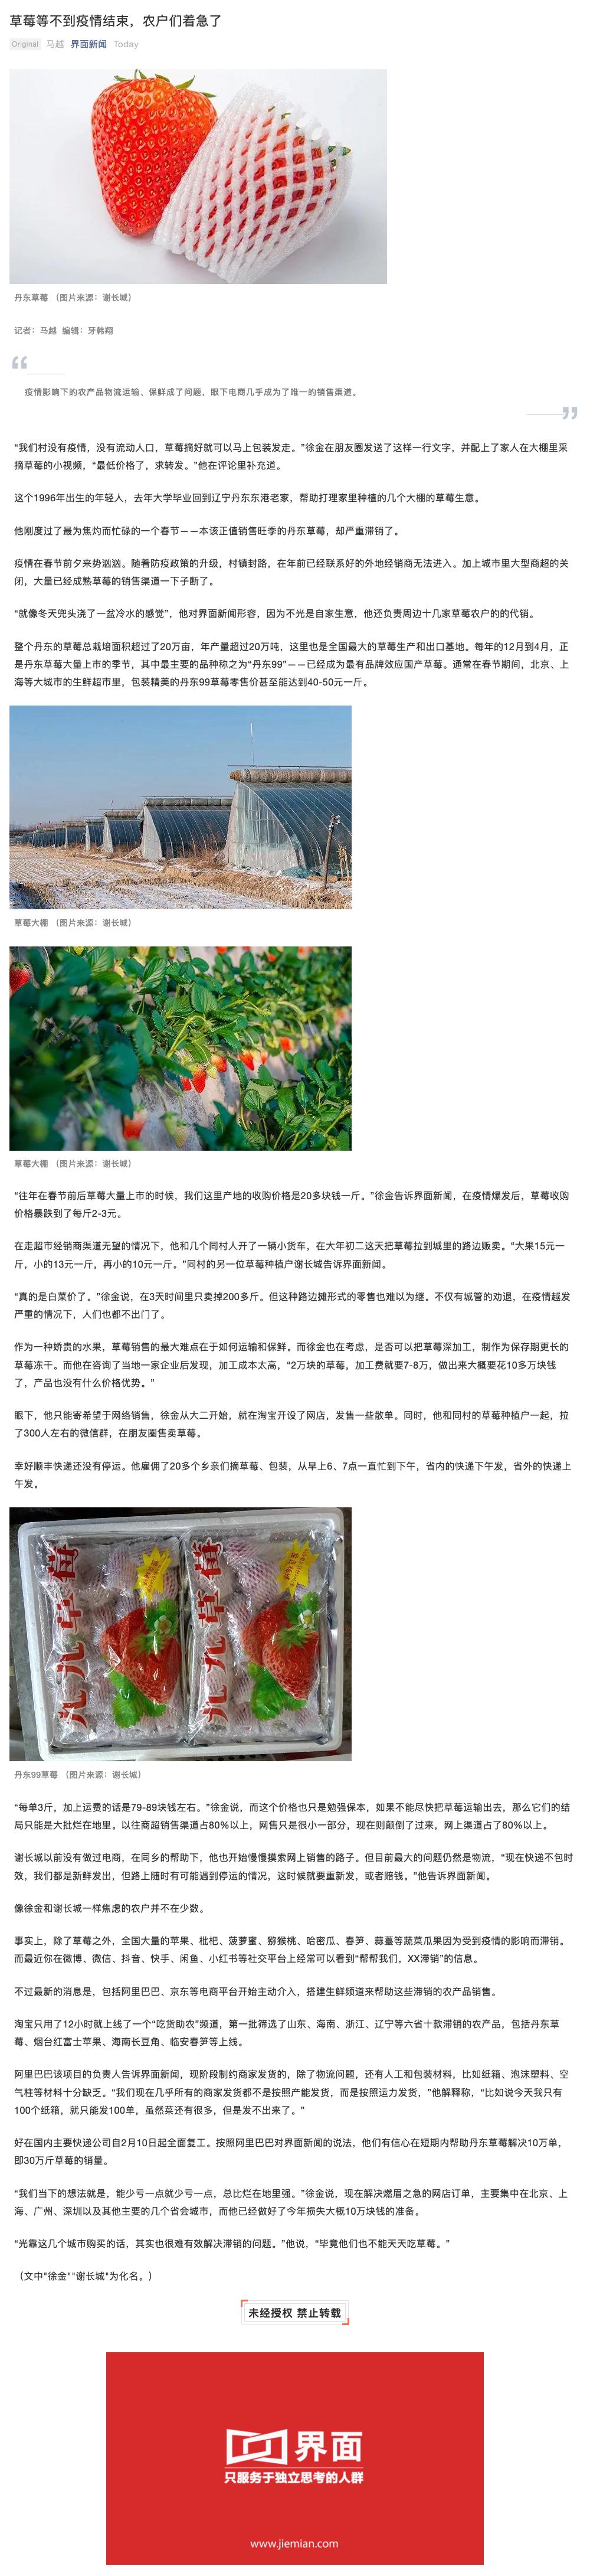 草莓等不到疫情结束，农户们着急了
Original 马越 界面新闻 Today
丹东草莓 （图片来源：谢长城）
记者：马越 编辑：牙韩翔
疫情影响下的农产品物流运输、保鲜成了问题，眼下电商几乎成为了唯一的销售渠道。
“我们村没有疫情，没有流动人口，草莓摘好就可以马上包装发走。”徐金在朋友圈发送了这样一行文字，并配上了家人在大棚里采
摘草莓的小视频，“最低价格了，求转发。”他在评论里补充道。
这个1996年出生的年轻人，去年大学毕业回到辽宁丹东东港老家，帮助打理家里种植的几个大棚的草莓生意。
他刚度过了最为焦灼而忙碌的一个春节——本该正值销售旺季的丹东草莓，却严重滞销了。
疫情在春节前夕来势汹汹。随着防疫政策的升级，村镇封路，在年前已经联系好的外地经销商无法进入。加上城市里大型商超的关
闭，大量已经成熟草莓的销售渠道一下子断了。
“就像冬天兜头浇了一盆冷水的感觉”，他对界面新闻形容，因为不光是自家生意，他还负责周边十几家草莓农户的的代销。
整个丹东的草莓总栽培面积超过了20万亩，年产量超过20万吨，这里也是全国最大的草莓生产和出口基地。每年的12月到4月，正
是丹东草莓大量上市的季节，其中最主要的品种称之为“丹东99”——已经成为最有品牌效应国产草莓。通常在春节期间，北京、上
海等大城市的生鲜超市里，包装精美的丹东99草莓零售价甚至能达到40-50元一斤。
草莓大棚 （图片来源：谢长城）
草莓大棚 （图片来源：谢长城）
“往年在春节前后草莓大量上市的时候，我们这里产地的收购价格是20多块钱一斤。”徐金告诉界面新闻，在疫情爆发后，草莓收购
价格暴跌到了每斤2-3元。
在走超市经销商渠道无望的情况下，他和几个同村人开了一辆小货车，在大年初二这天把草莓拉到城里的路边贩卖。“大果15元一
斤，小的13元一斤，再小的10元一斤。”同村的另一位草莓种植户谢长城告诉界面新闻。
“真的是白菜价了。”徐金说，在3天时间里只卖掉200多斤。但这种路边摊形式的零售也难以为继。不仅有城管的劝退，在疫情越发
严重的情况下，人们也都不出门了。
作为一种娇贵的水果，草莓销售的最大难点在于如何运输和保鲜。而徐金也在考虑，是否可以把草莓深加工，制作为保存期更长的
草莓冻干。而他在咨询了当地一家企业后发现，加工成本太高，“2万块的草莓，加工费就要7-8万，做出来大概要花10多万块钱
了，产品也没有什么价格优势。”
眼下，他只能寄希望于网络销售，徐金从大二开始，就在淘宝开设了网店，发售一些散单。同时，他和同村的草莓种植户一起，拉
了300人左右的微信群，在朋友圈售卖草莓。
幸好顺丰快递还没有停运。他雇佣了20多个乡亲们摘草莓、包装，从早上6、7点一直忙到下午，省内的快递下午发，省外的快递上
午发。
九九草莓
九九草莓
丹东99草莓 （图片来源：谢长城）
“每单3斤，加上运费的话是79-89块钱左右。”徐金说，而这个价格也只是勉强保本，如果不能尽快把草莓运输出去，那么它们的结
局只能是大批烂在地里。以往商超销售渠道占80%以上，网售只是很小一部分，现在则颠倒了过来，网上渠道占了80%以上。
谢长城以前没有做过电商，在同乡的帮助下，他也开始慢慢摸索网上销售的路子。但目前最大的问题仍然是物流，“现在快递不包时
效，我们都是新鲜发出，但路上随时有可能遇到停运的情况，这时候就要重新发，或者赔钱。”他告诉界面新闻。
像徐金和谢长城一样焦虑的农户并不在少数。
事实上，除了草莓之外，全国大量的苹果、枇杷、菠萝蜜、猕猴桃、哈密瓜、春笋、蒜薹等蔬菜瓜果因为受到疫情的影响而滞销。
而最近你在微博、微信、抖音、快手、闲鱼、小红书等社交平台上经常可以看到“帮帮我们，XX滞销”的信息。
不过最新的消息是，包括阿里巴巴、京东等电商平台开始主动介入，搭建生鲜频道来帮助这些滞销的农产品销售。
淘宝只用了12小时就上线了一个“吃货助农”频道，第一批筛选了山东、海南、浙江、辽宁等六省十款滞销的农产品，包括丹东草
莓、烟台红富士苹果、海南长豆角、临安春笋等上线。
阿里巴巴该项目的负责人告诉界面新闻，现阶段制约商家发货的，除了物流问题，还有人工和包装材料，比如纸箱、泡沫塑料、空
气柱等材料十分缺乏。“我们现在几乎所有的商家发货都不是按照产能发货，而是按照运力发货，”他解释称，“比如说今天我只有
100个纸箱，就只能发100单，虽然菜还有很多，但是发不出来了。”
好在国内主要快递公司自2月10日起全面复工。按照阿里巴巴对界面新闻的说法，他们有信心在短期内帮助丹东草莓解决10万单，
即30万斤草莓的销量。
“我们当下的想法就是，能少亏一点就少亏一点，总比烂在地里强。”徐金说，现在解决燃眉之急的网店订单，主要集中在北京、上
海、广州、深圳以及其他主要的几个省会城市，而他已经做好了今年损失大概10万块钱的准备。
“光靠这几个城市购买的话，其实也很难有效解决滞销的问题。”他说，“毕竟他们也不能天天吃草莓。”
（文中"徐金""谢长城"为化名。）
未经授权 禁止转载
界面
只服务于独立思考的人群
www.jiemian.com